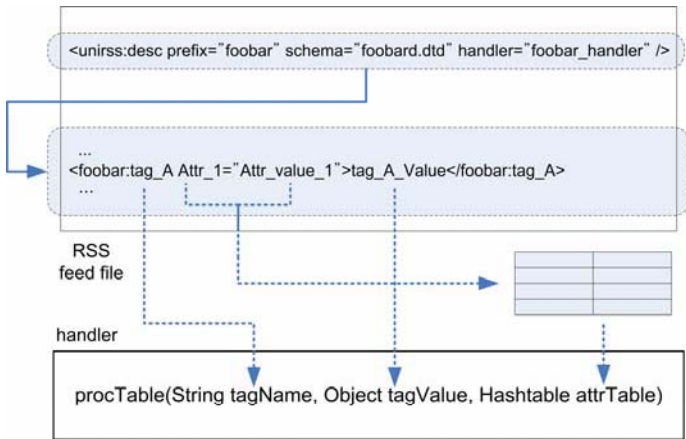 <unirss:desc prefix="foobar" schema="foobard.dtd" handler="foobar_handler" />
...
<foobar:tag_A Attr_1="Attr_value_1">tag_A_Value</foobar:tag_A>
...
RSS
feed file
handler
procTable(String tagName, Object tagValue, Hashtable attrTable)